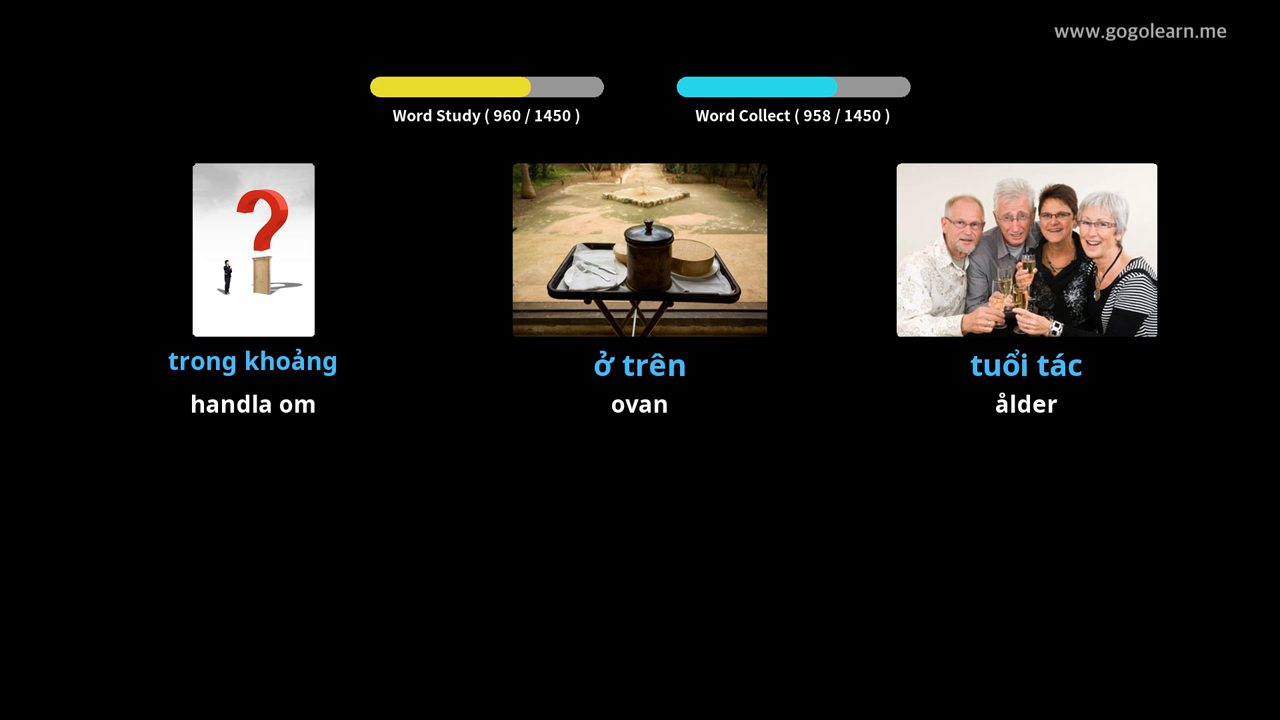 www.gogolearn.me
Word Study ( 960 / 1450 )
Word Collect ( 958 / 1450 )
trong khoảng
handla om
ở trên
ovan
tuổi tác
ålder